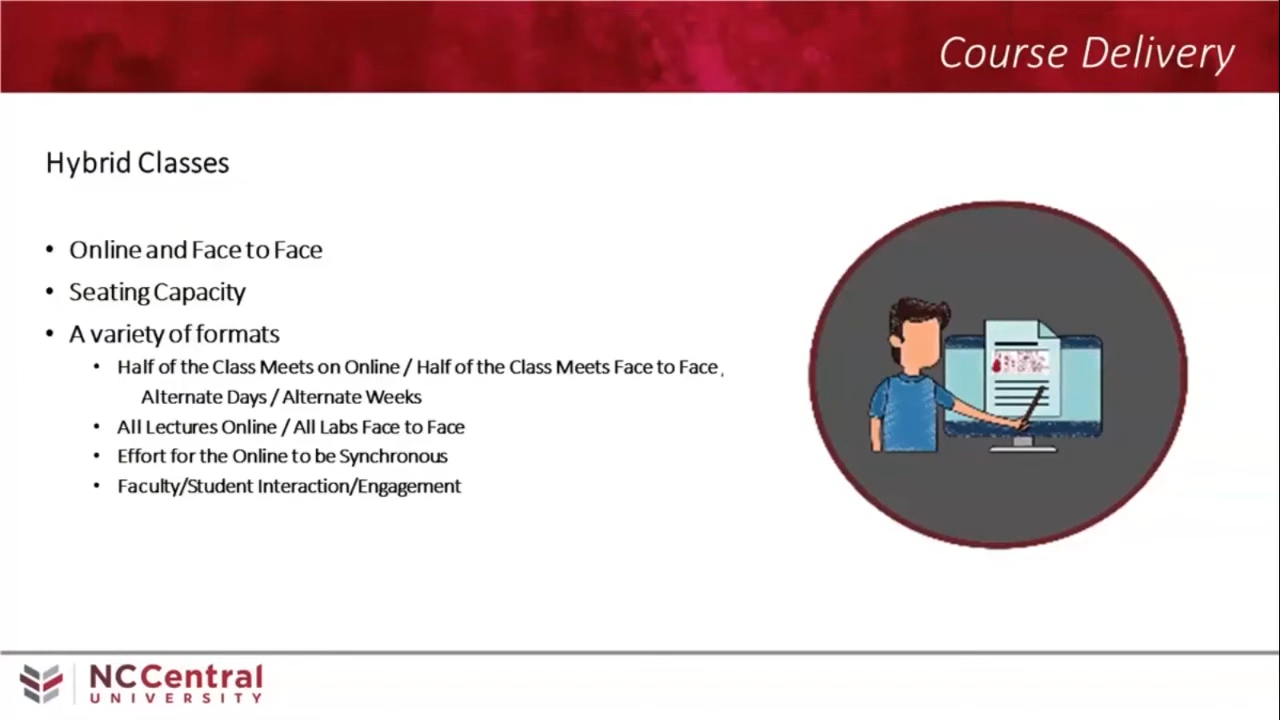 Course Delivery
Hybrid Classes
• Online and Face to Face
• Seating Capacity
• A variety of formats
• Half of the Class Meets on Online / Half of the Class Meets Face to Face,
Alternate Days / Alternate Weeks
• All Lectures Online / All Labs Face to Face
• Effort for the Online to be Synchronous
• Faculty/Student Interaction/Engagement
NCCentral
UNIVERSITY